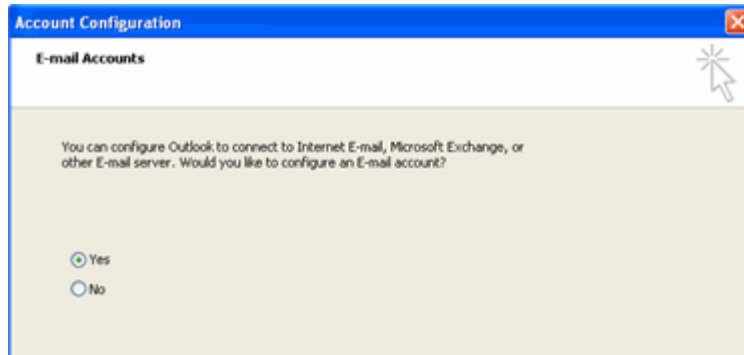 Account Configuration
E-mail Accounts
You can configure Outlook to connect to Internet E-mail, Microsoft Exchange, or
other E-mail server. Would you like to configure an E-mail account?
Yes
No